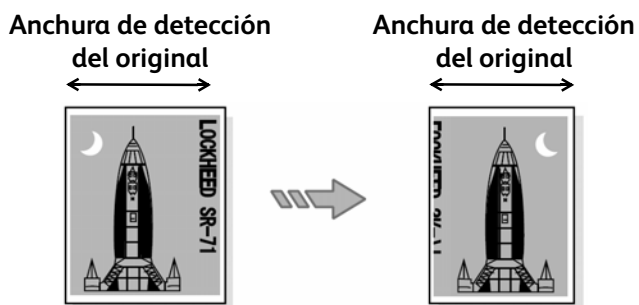 Anchura de detección
del original
Anchura de detección
del original
LOCKHEED SR-71